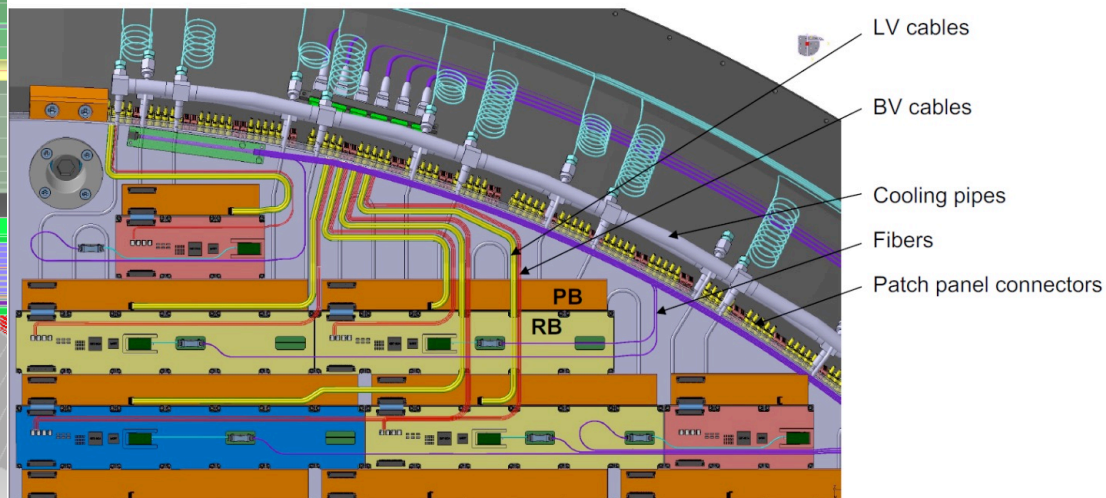 LV cables
BV cables
Cooling pipes
Fibers
Patch panel connectors
PB
RB